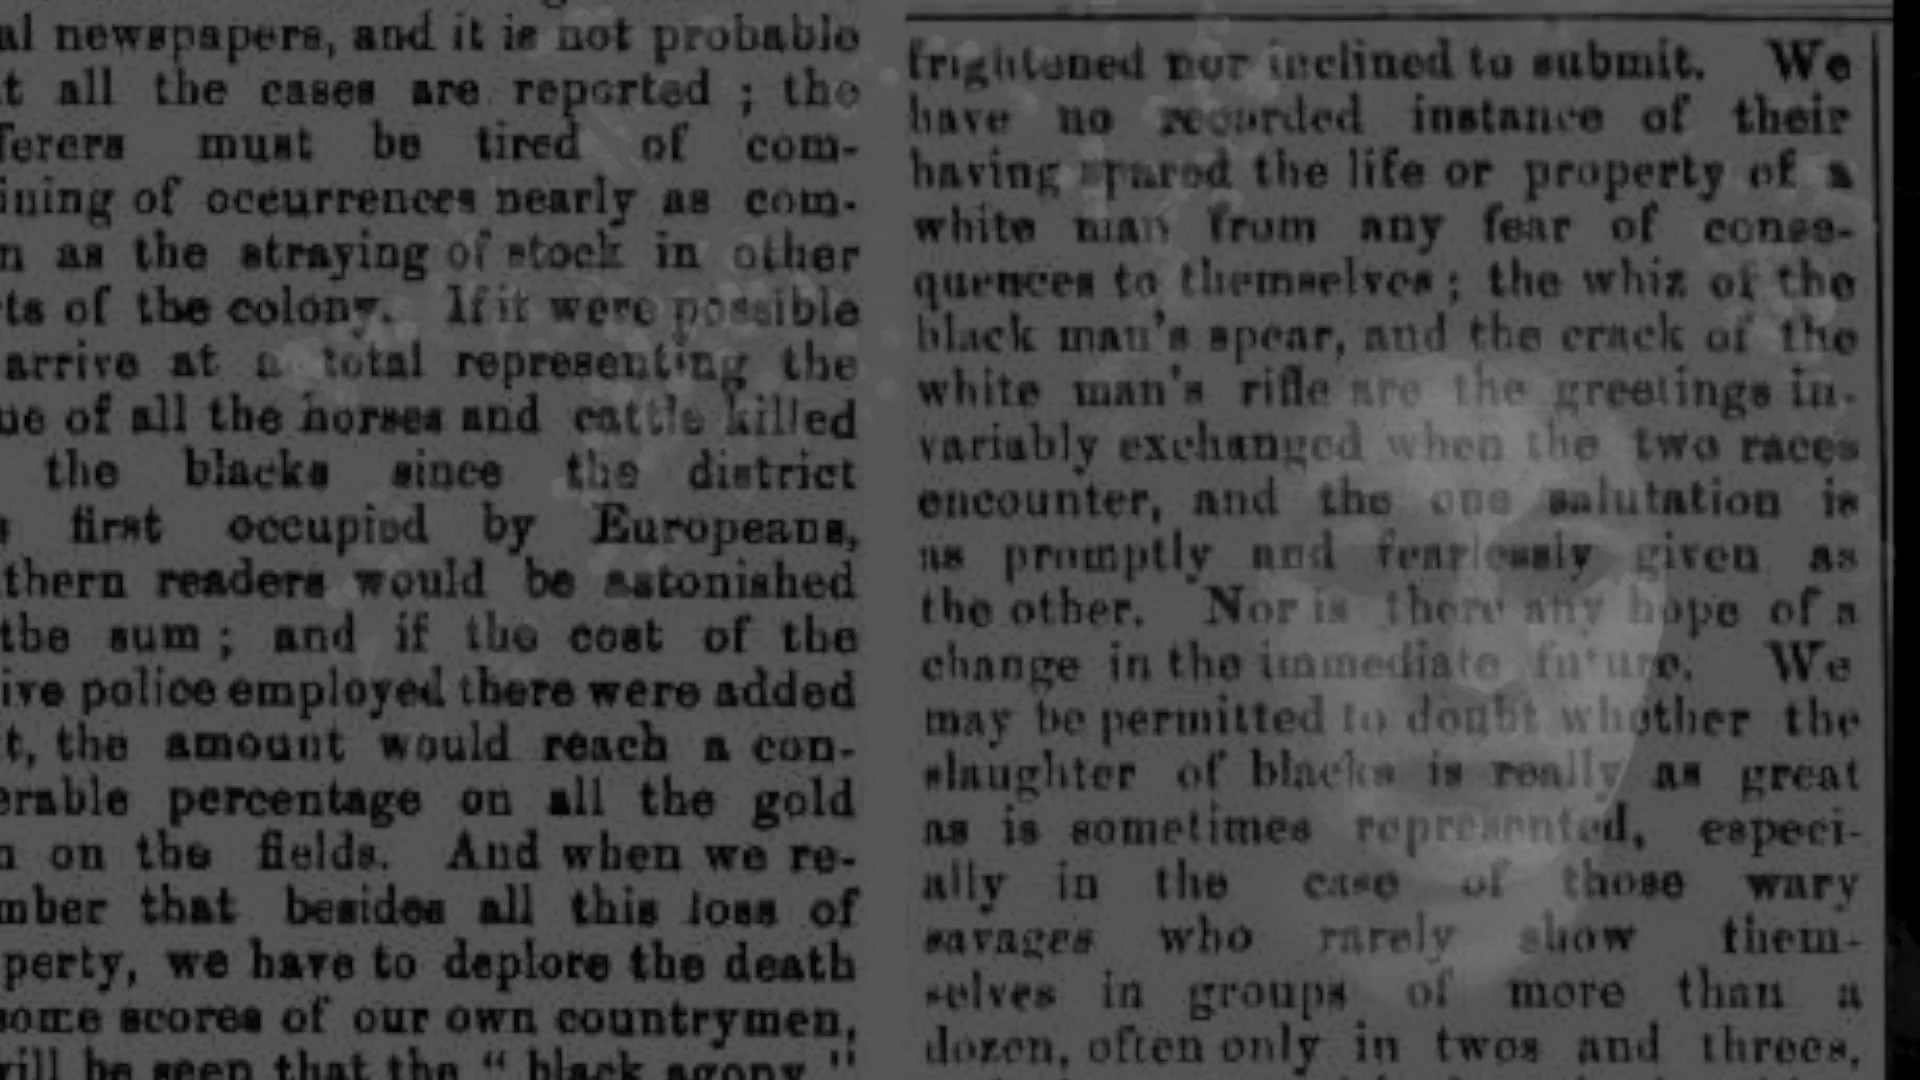 al newspapers, and it is not probable
t all the cases are reported ; the
ferers must be tired of com-
ining of occurrences nearly as com-
n as the straying of stock in other
ts of the colony. If it were possible
arrive at a total representing the
ue of all the horses and cattle killed
the blacks since the district
s first occupied by Europeans,
thern readers would be astonished
the sum ; and if the cost of the
ive police employed there were added
t, the amount would reach a con-
erable percentage on all the gold
n on the fields. And when we re-
mber that besides all this loss of
perty, we have to deplore the death
some scores of our own countrymen,
will be seen that the “ black agony ”
frightened nor inclined to submit. We
have no recorded instance of their
having spared the life or property of a
white man from any fear of conse-
quences to themselves ; the whiz of the
black man's spear, and the crack of the
white man's rifle are the greetings in-
variably exchanged when the two races
encounter, and the one salutation is
as promptly and fearlessly given as
the other. Nor is there any hope of a
change in the immediate future. We
may be permitted to doubt whether the
slaughter of blacks is really as great
as is sometimes represented, especi-
ally in the case of those wary
savages who rarely show them-
selves in groups of more than a
dozen, often only in twos and threes,